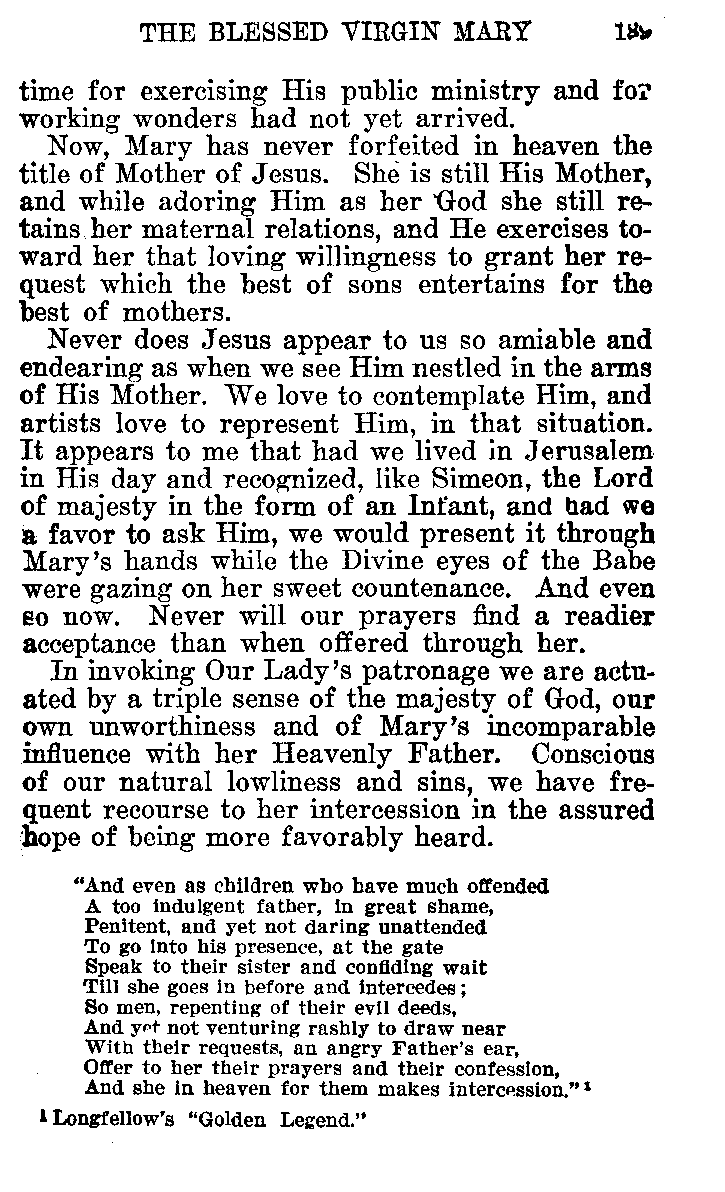 THE BLESSED VIRGIN MARY
time for exercising His public ministry and for
working wonders had not yet arrived.
Now, Mary has never forfeited in heaven the
title of Mother of Jesus. She is still His Mother,
and while adoring Him as her God she still re-
tains her maternal relations, and He exercises to-
ward her that loving willingness to grant her re-
quest which the best of sons entertains for the
best of mothers.
Never does Jesus appear to us so amiable and
endearing as when we see Him nestled in the arms
of His Mother. We love to contemplate Him, and
artists love to represent Him, in that situation.
It appears to me that had we lived in Jerusalem
in His day and recognized, like Simeon, the Lord
of majesty in the form of an Infant, and had we
a favor to ask Him, we would present it through
Mary's hands while the Divine eyes of the Babe
were gazing on her sweet countenance. And even
so now. Never will our prayers find a readier
acceptance than when offered through her.
In invoking Our Lady's patronage we are actu-
ated by a triple sense of the majesty of God, our
own unworthiness and of Mary's incomparable
influence with her Heavenly Father. Conscious
of our natural lowliness and sins, we have fre-
quent recourse to her intercession in the assured
hope of being more favorably heard.
"And even as children who have much offended
A too indulgent father, in great shame,
Penitent, and yet not daring unattended
To go into his presence, at the gate
Speak to their sister and confiding wait
Till she goes in before and intercedes;
So men, repenting of their evil deeds,
And yet not venturing rashly to draw near
With their requests, an angry Father's ear,
Offer to her their prayers and their confession,
And she in heaven for them makes intercession."¹
¹ Longfellow's "Golden Legend."